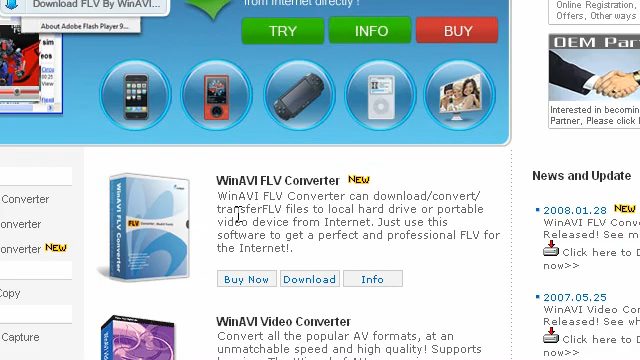 Download FLV By WinAVI...
About Adobe Flash Player 9...
from Internet directly !
TRY
INFO
BUY
Online Registration,
Offers, Other ways
OEM Part
Interested in becomin
Partner, Please click h
Converter
onverter
onverter NEW
Copy
Capture
WinAVI FLV Converter
FLV
WinAVI FLV Converter NEW
WinAVI FLV Converter can download/convert/
transferFLV files to local hard drive or portable
video device from Internet. Just use this
software to get a perfect and professional FLV for
the Internet!.
Buy Now
Download
Info
WinAVI Video Converter
Convert all the popular AV formats, at an
unmatchable speed and high quality! Supports
News and Update
2008.01.28 NEW
WinAVI FLV Conve
Released! See m
Click here to D
now>>
2007.05.25
WinAVI Video Con
Released! See wh
Click here to D
now>>